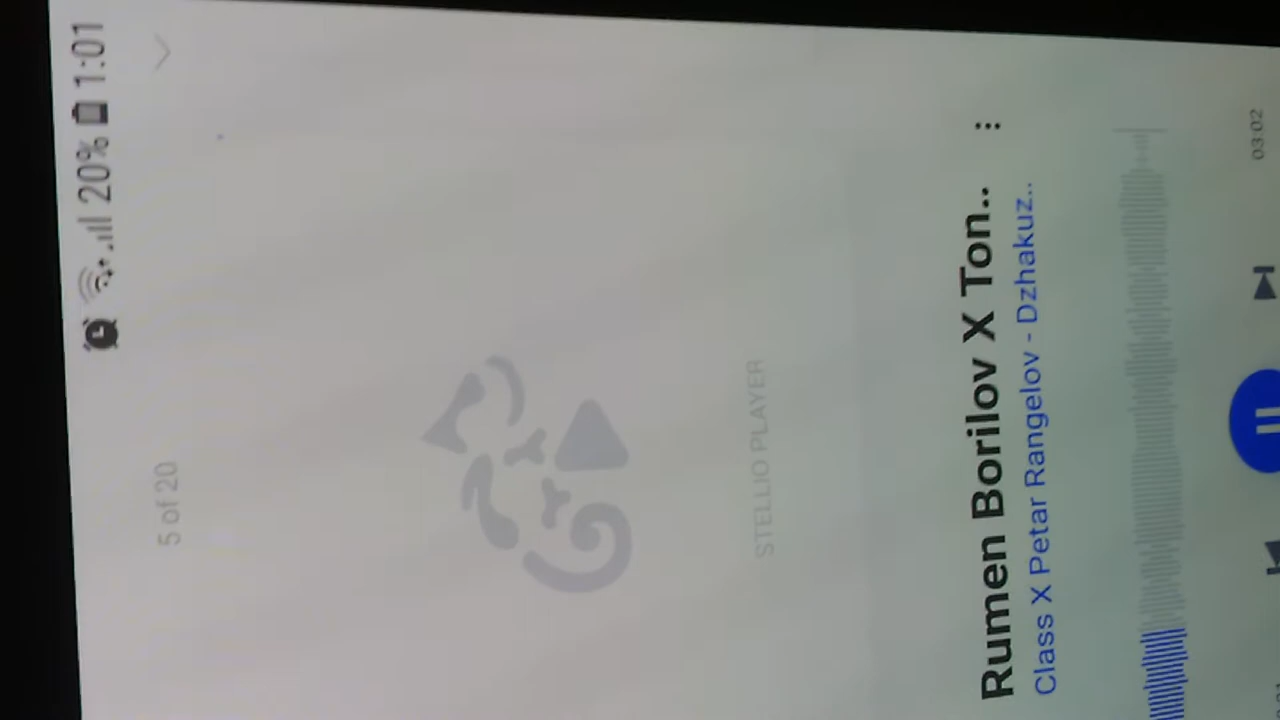 20% 1:01
5 of 20
STELLIO PLAYER
Rumen Borilov X Ton..
Class X Petar Rangelov - Dzhakuz..
03:02